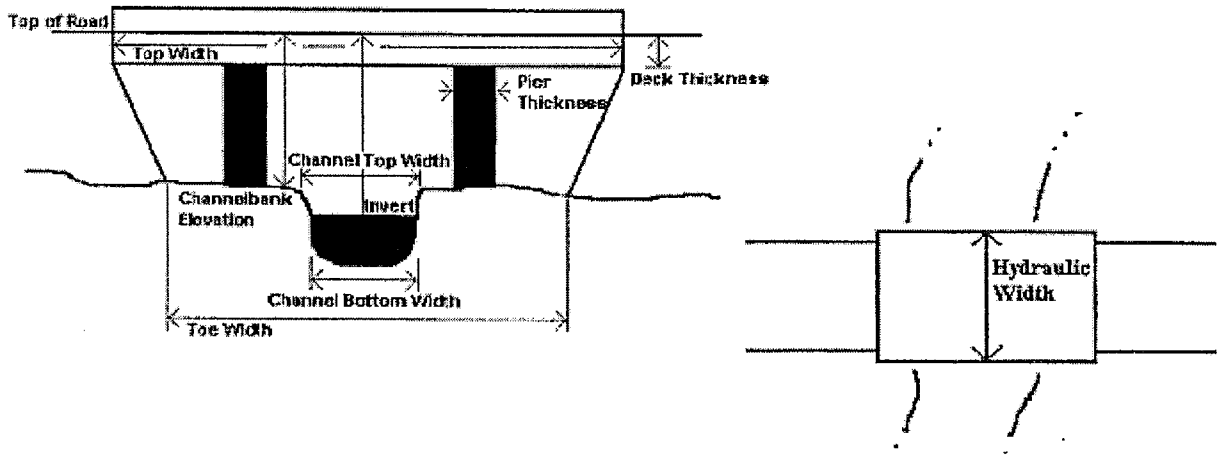 Top of Road
Top Width
Pier
Thickness
Deck Thickness
Channel Top Width
Channelbank
Elevation
Invert
Channel Bottom Width
Toe Width
Hydraulic
Width